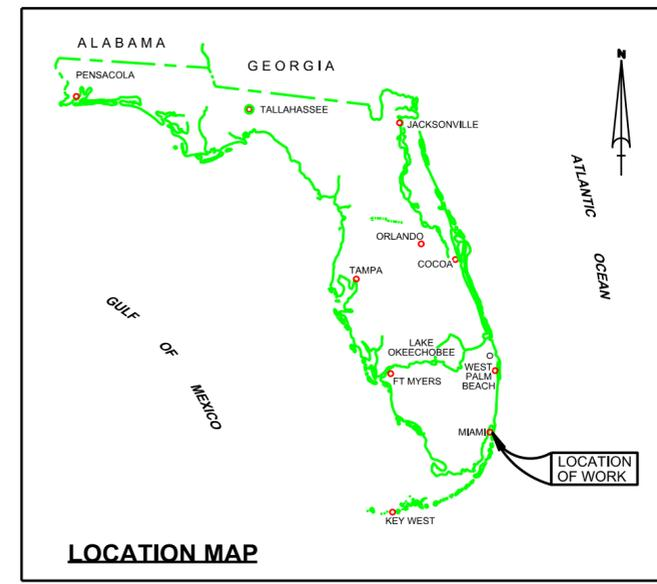 ALABAMA
GEORGIA
N
PENSACOLA
TALLAHASSEE
JACKSONVILLE
ATLANTIC
OCEAN
ORLANDO
COCOA
TAMPA
GULF
OF
MEXICO
LAKE
OKEECHOBEE
WEST
PALM
BEACH
FT MYERS
MIAMI
LOCATION
OF WORK
KEY WEST
LOCATION MAP